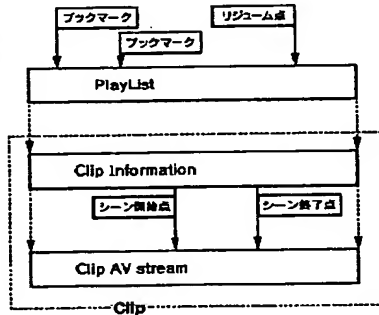 ブックマーク
リジューム点
ブックマーク
PlayList
Clip Information
シーン開始点
シーン終了点
Clip AV stream
Clip